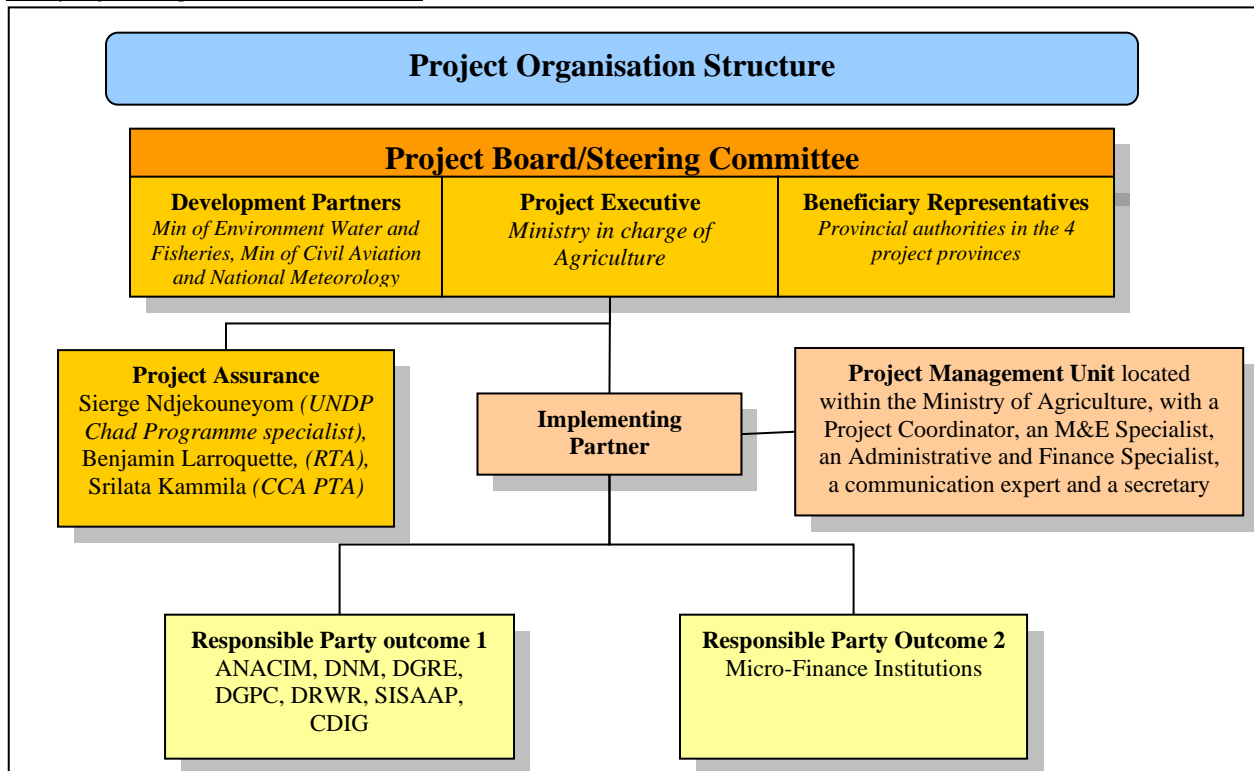 Project Organisation Structure
Project Board/Steering Committee
Development Partners
Min of Environment Water and
Fisheries, Min of Civil Aviation
and National Meteorology
Project Executive
Ministry in charge of
Agriculture
Beneficiary Representatives
Provincial authorities in the 4
project provinces
Project Assurance
Sierge Ndjekouneyom (UNDP
Chad Programme specialist),
Benjamin Larroquette, (RTA),
Srilata Kammila (CCA PTA)
Implementing
Partner
Project Management Unit located
within the Ministry of Agriculture, with a
Project Coordinator, an M&E Specialist,
an Administrative and Finance Specialist,
a communication expert and a secretary
Responsible Party outcome 1
ANACIM, DNM, DGRE,
DGPC, DRWR, SISAAP,
CDIG
Responsible Party Outcome 2
Micro-Finance Institutions